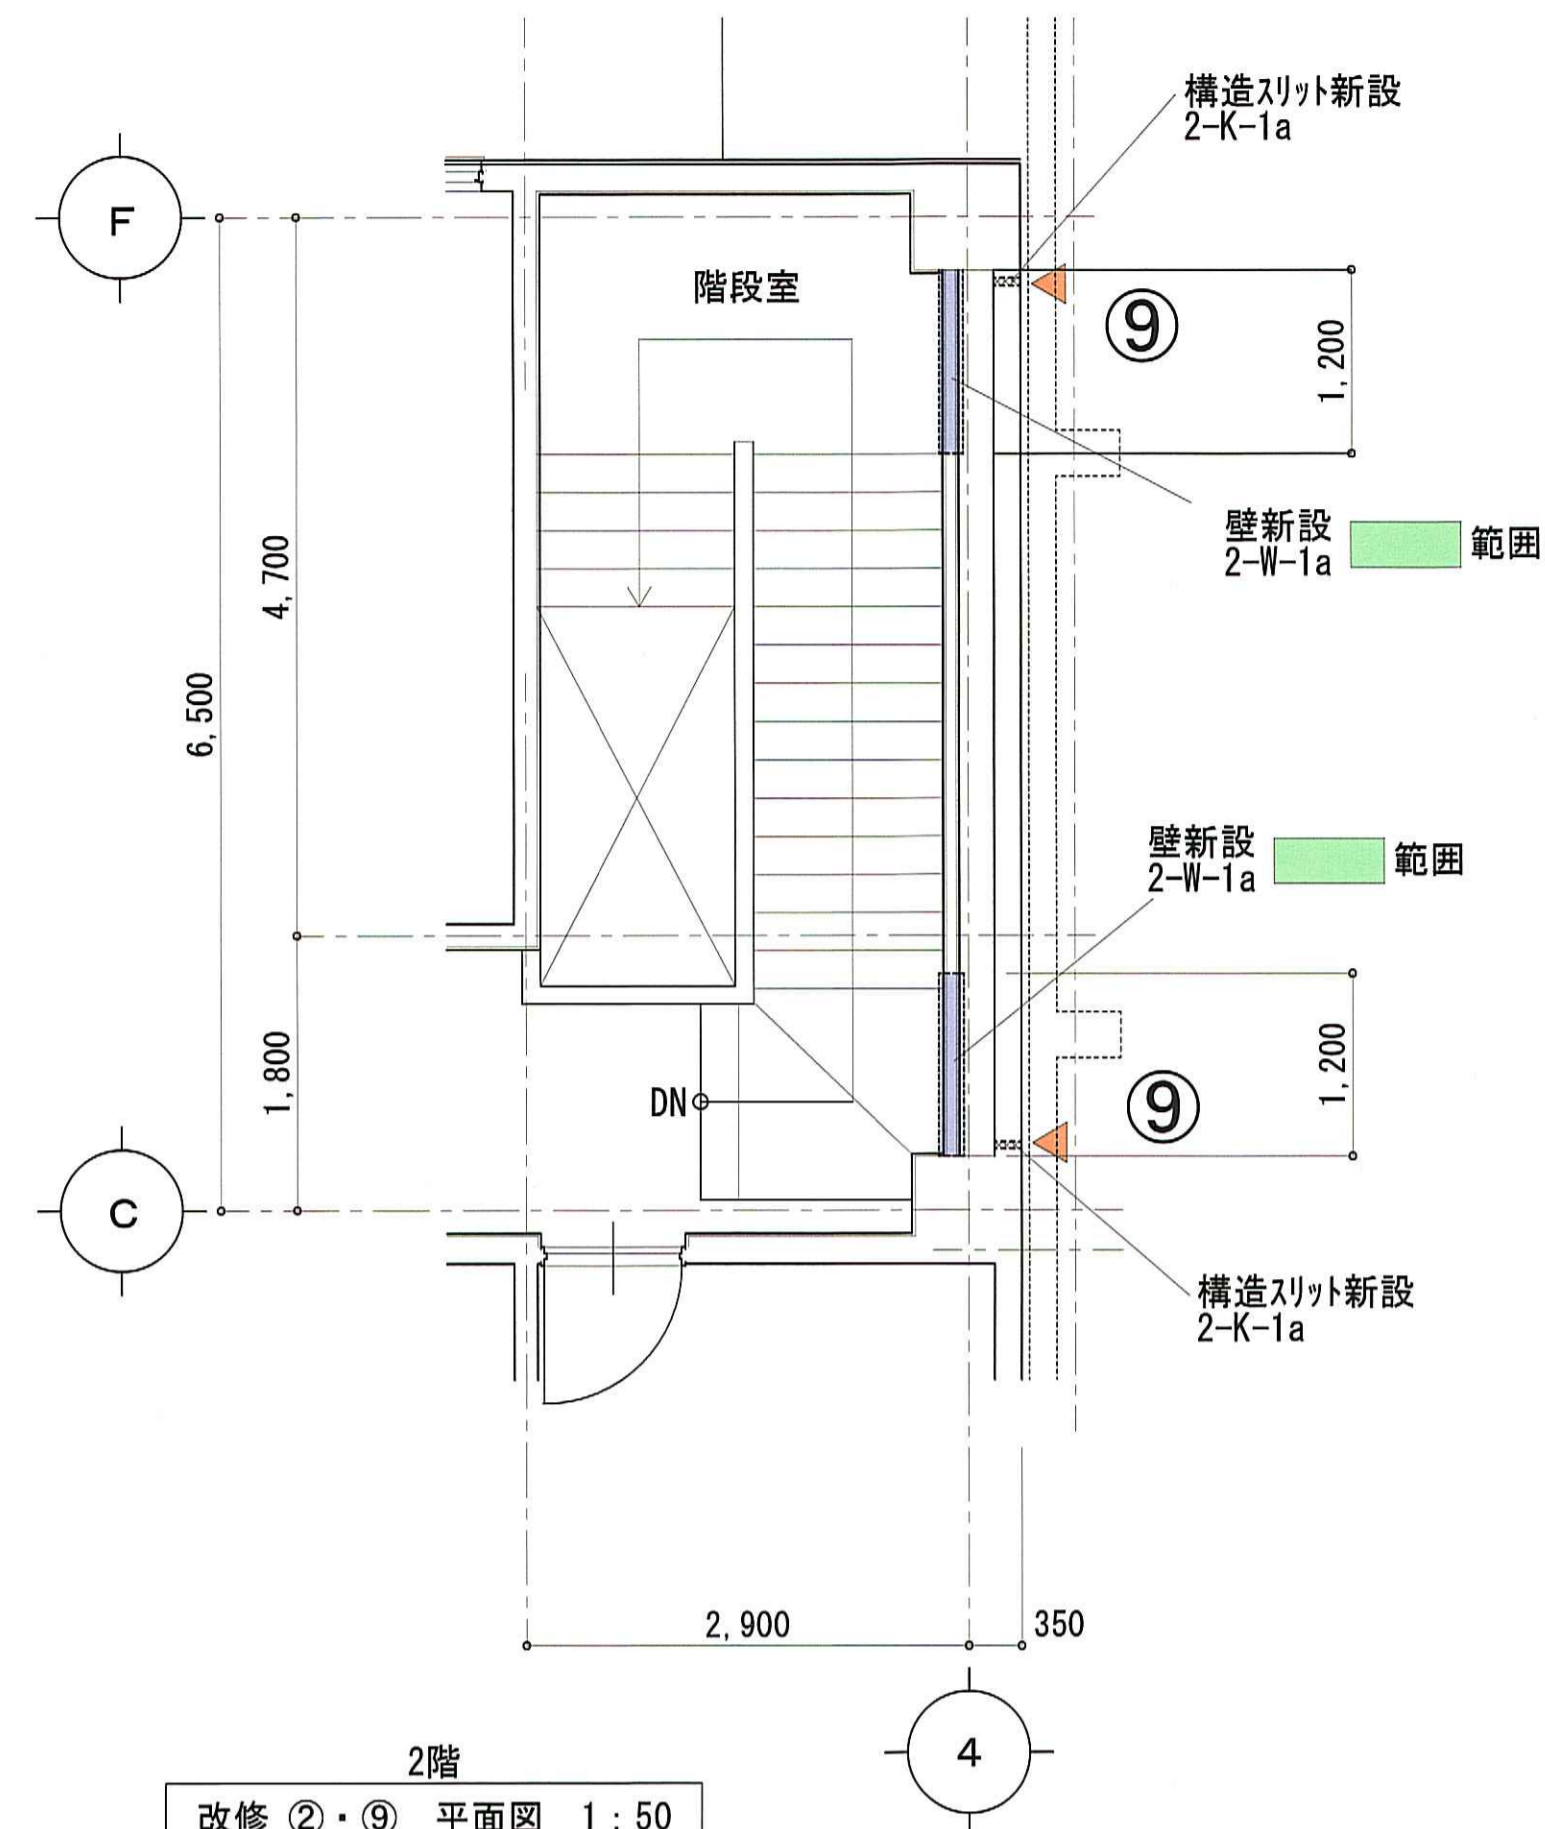 構造スリット新設
2-K-1a
F
階段室
⑨
1,200
壁新設
2-W-1a
範囲
4,700
6,500
壁新設
2-W-1a
範囲
1,800
1,200
DN
⑨
C
構造スリット新設
2-K-1a
2,900
350
4
2階
改修 ②・⑨ 平面図 1:50